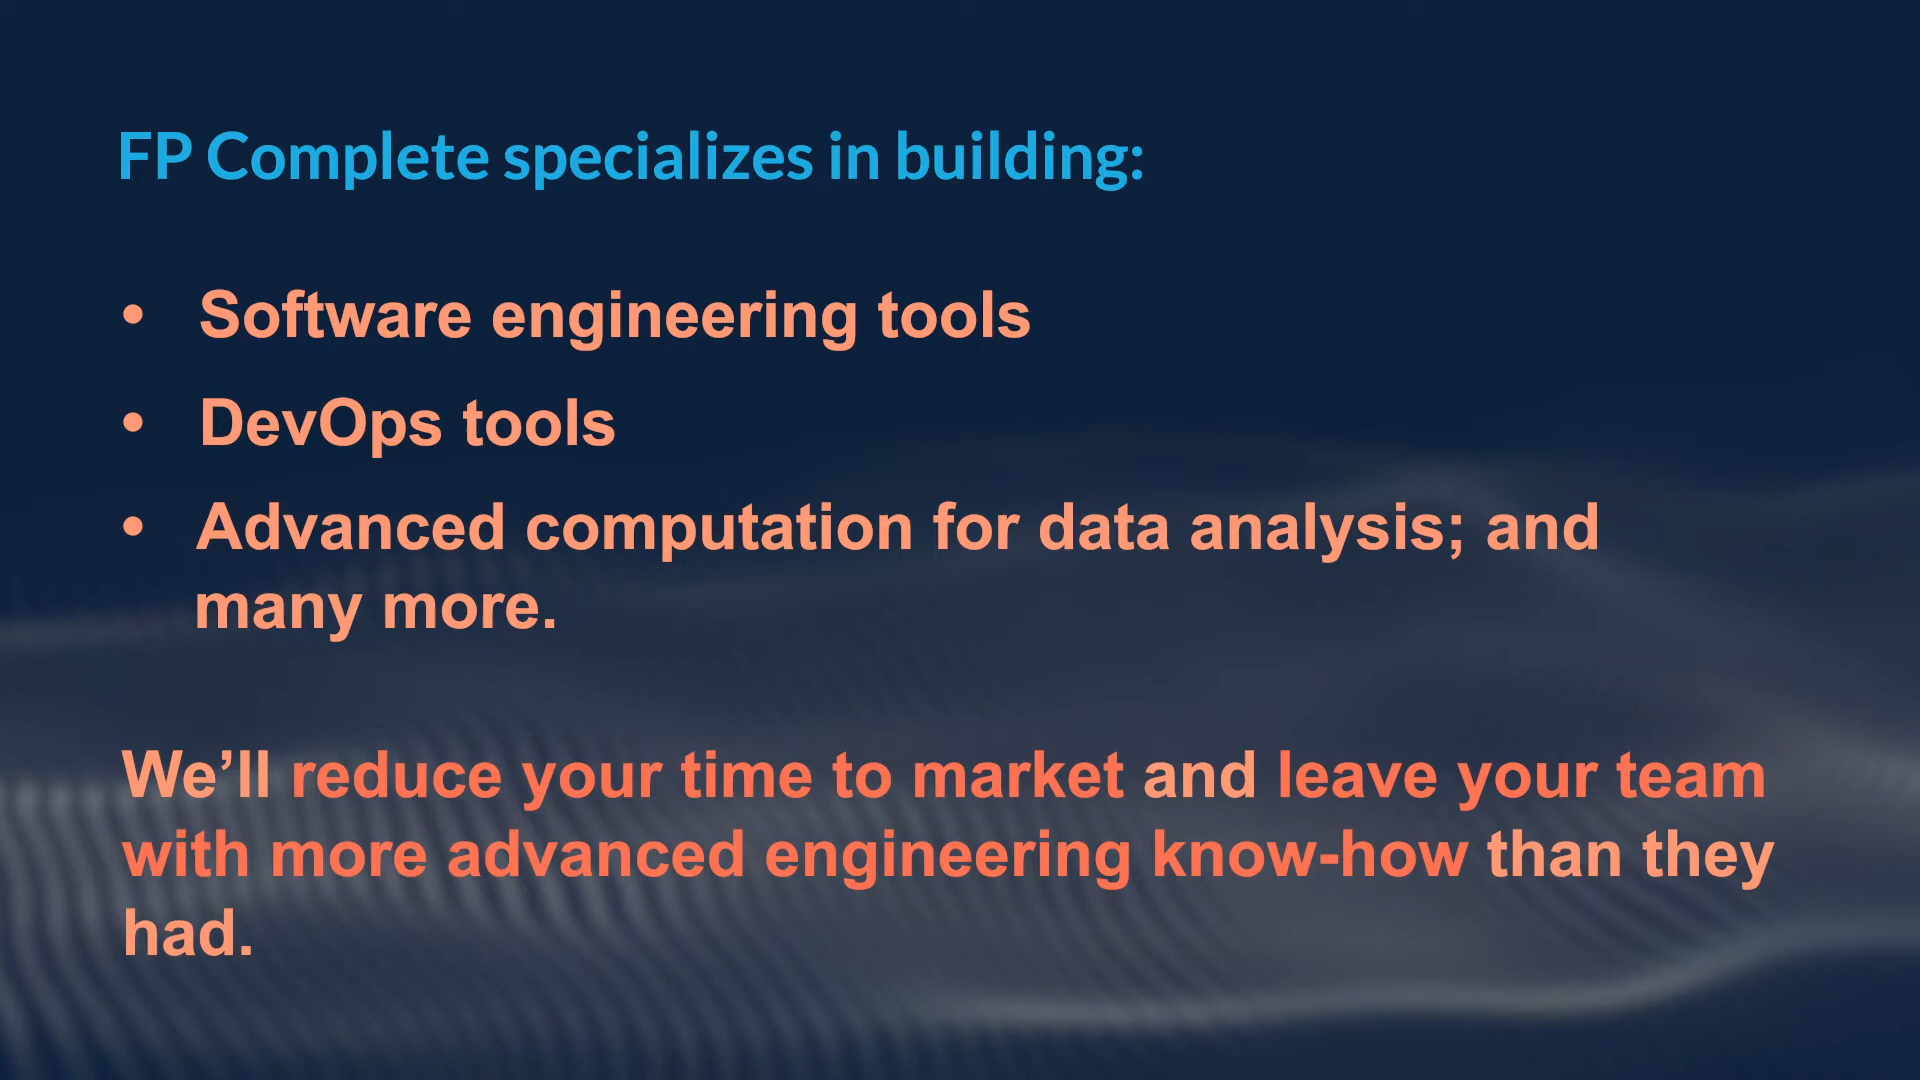 FP Complete specializes in building:
• Software engineering tools
• DevOps tools
• Advanced computation for data analysis; and
many more.
We’ll reduce your time to market and leave your team
with more advanced engineering know-how than they
had.